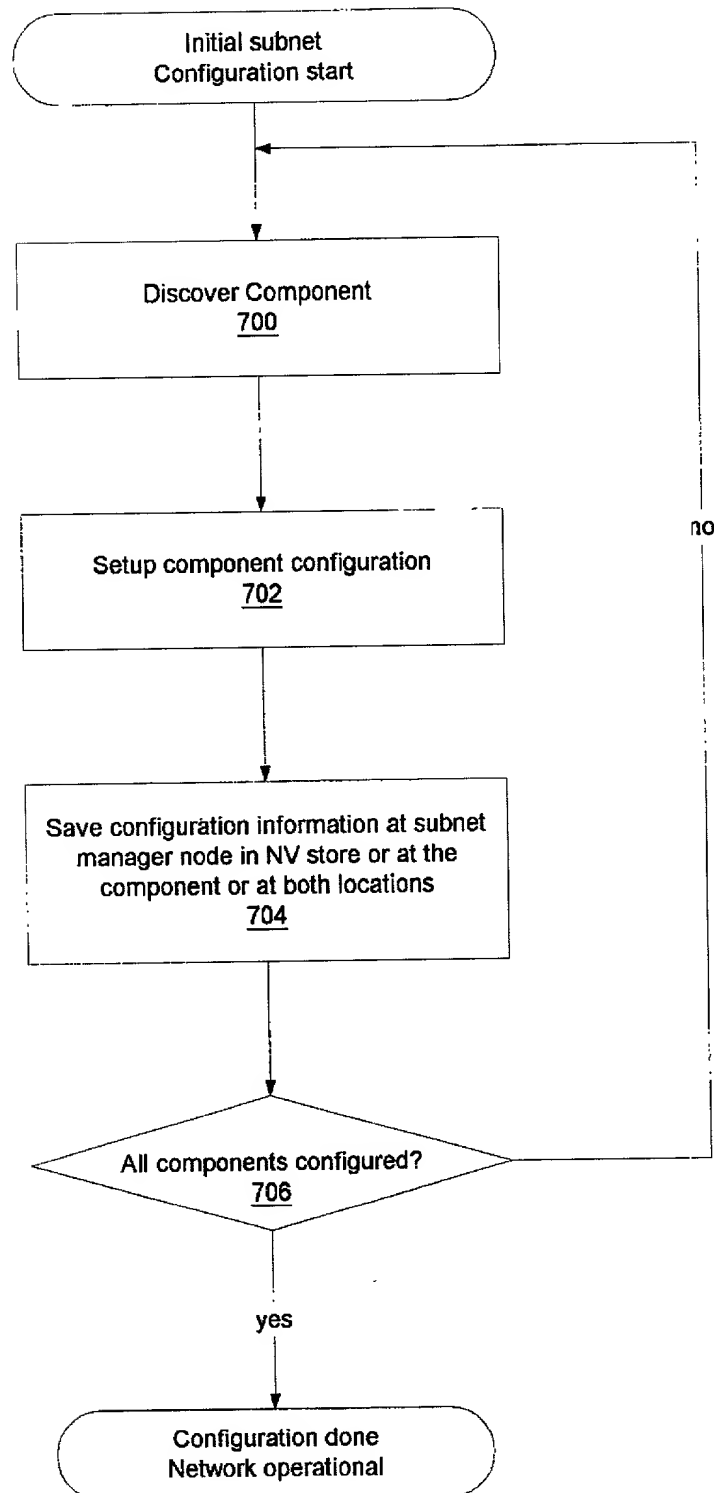 Initial subnet
Configuration start
Discover Component
700
Setup component configuration
702
no
Save configuration information at subnet
manager node in NV store or at the
component or at both locations
704
All components configured?
706
yes
Configuration done
Network operational